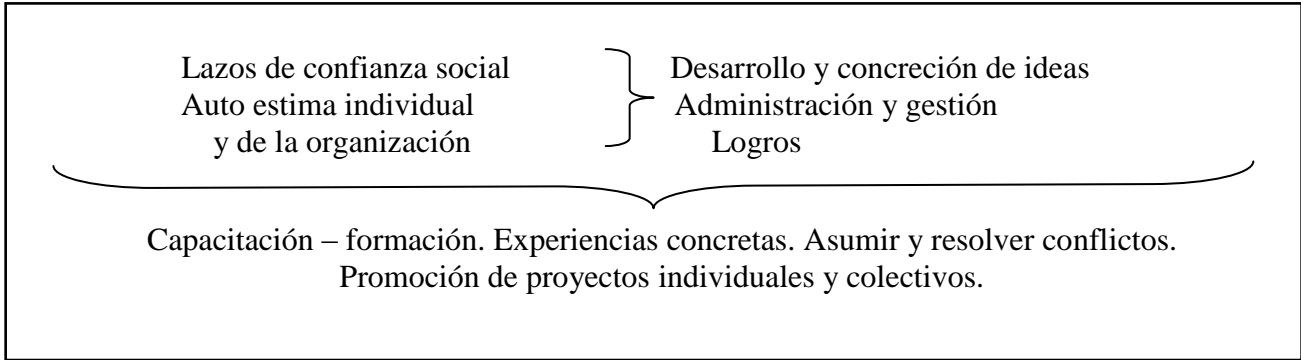 Lazos de confianza social
Auto estima individual
y de la organización
Desarrollo y concreción de ideas
Administración y gestión
Logros
Capacitación – formación. Experiencias concretas. Asumir y resolver conflictos.
Promoción de proyectos individuales y colectivos.